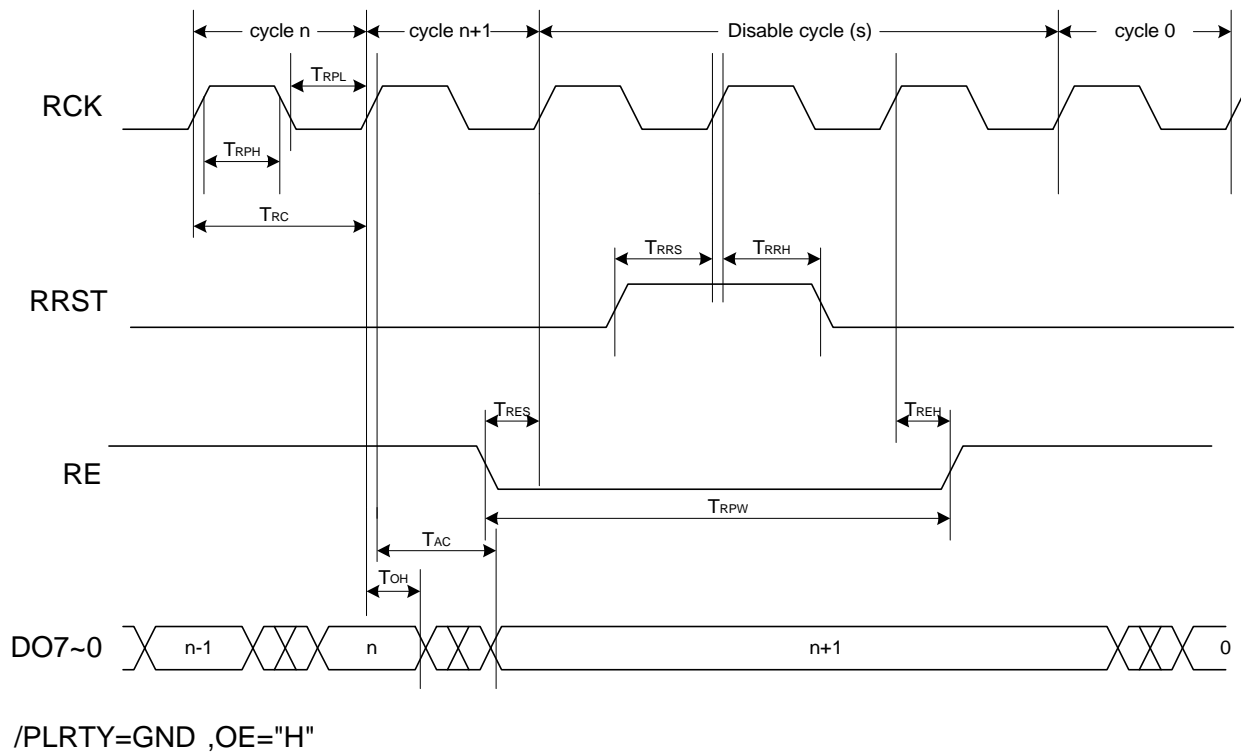 cycle n cycle n+1 Disable cycle (s) cycle 0
TRPL
RCK
TRPH
TRC
TRRS TRRH
RRST
TRES TREH
RE
TRPW
TAC
TOH
DO7~0 n-1 n n+1 0
/PLRTY=GND ,OE="H"